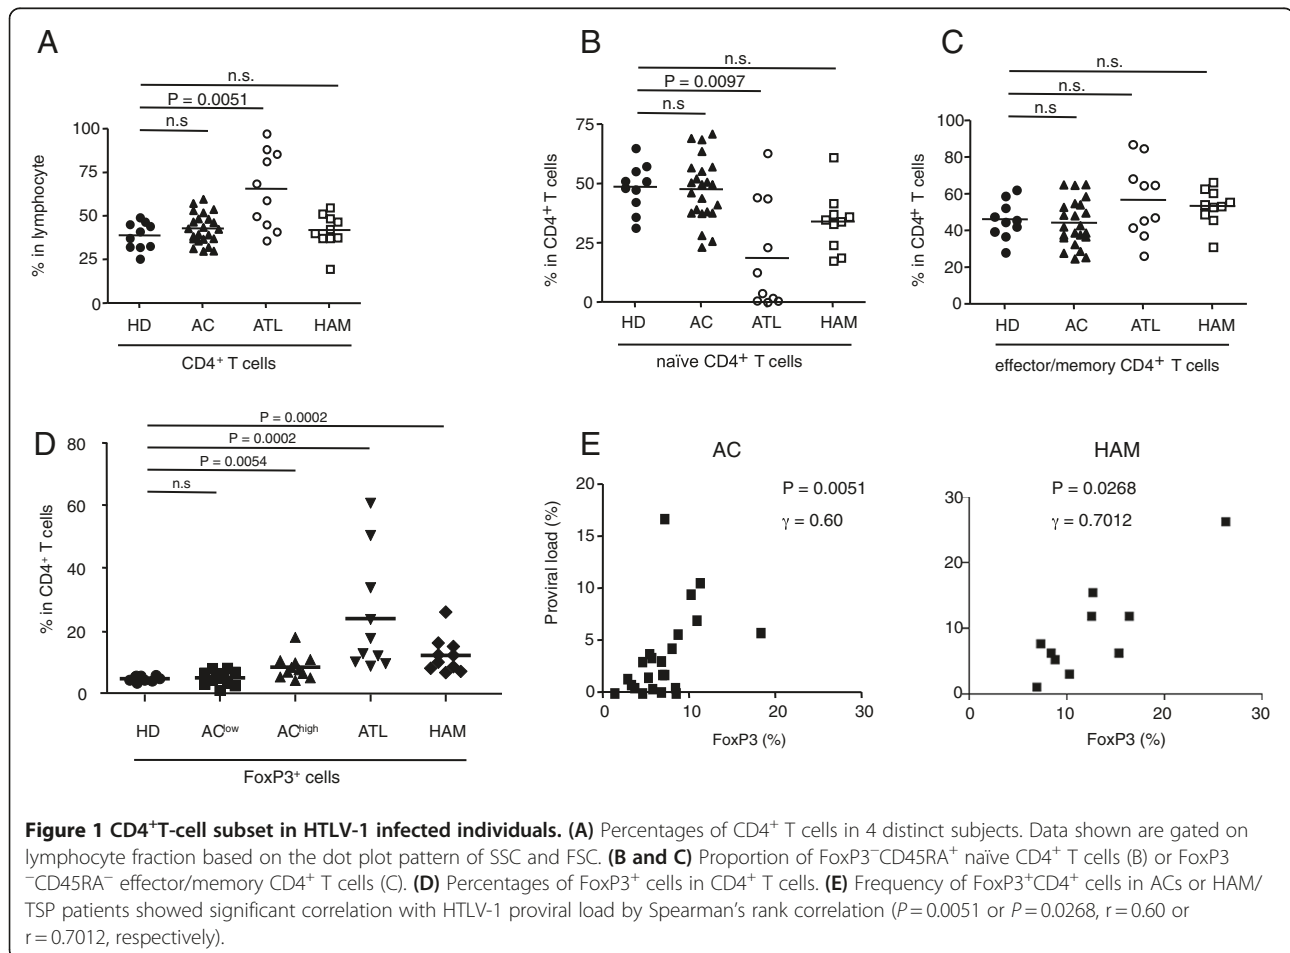 A
n.s.
P = 0.0051
n.s
% in lymphocyte
100
75
50
25
0
HD AC ATL HAM
CD4⁺ T cells
B
n.s.
P = 0.0097
n.s
% in CD4⁺ T cells
75
50
25
0
HD AC ATL HAM
naïve CD4⁺ T cells
C
n.s.
n.s.
n.s
% in CD4⁺ T cells
100
80
60
40
20
0
HD AC ATL HAM
effector/memory CD4⁺ T cells
D
P = 0.0002
P = 0.0002
P = 0.0054
n.s
% in CD4⁺ T cells
80
60
40
20
0
HD AC^low AC^high ATL HAM
FoxP3⁺ cells
E
AC
P = 0.0051
γ = 0.60
Proviral load (%)
20
15
10
5
0
0 10 20 30
FoxP3 (%)
HAM
P = 0.0268
γ = 0.7012
30
20
10
0
0 10 20 30
FoxP3 (%)
Figure 1 CD4⁺T-cell subset in HTLV-1 infected individuals. (A) Percentages of CD4⁺ T cells in 4 distinct subjects. Data shown are gated on
lymphocyte fraction based on the dot plot pattern of SSC and FSC. (B and C) Proportion of FoxP3⁻CD45RA⁺ naïve CD4⁺ T cells (B) or FoxP3
⁻CD45RA⁻ effector/memory CD4⁺ T cells (C). (D) Percentages of FoxP3⁺ cells in CD4⁺ T cells. (E) Frequency of FoxP3⁺CD4⁺ cells in ACs or HAM/
TSP patients showed significant correlation with HTLV-1 proviral load by Spearman's rank correlation (P = 0.0051 or P = 0.0268, r = 0.60 or
r = 0.7012, respectively).